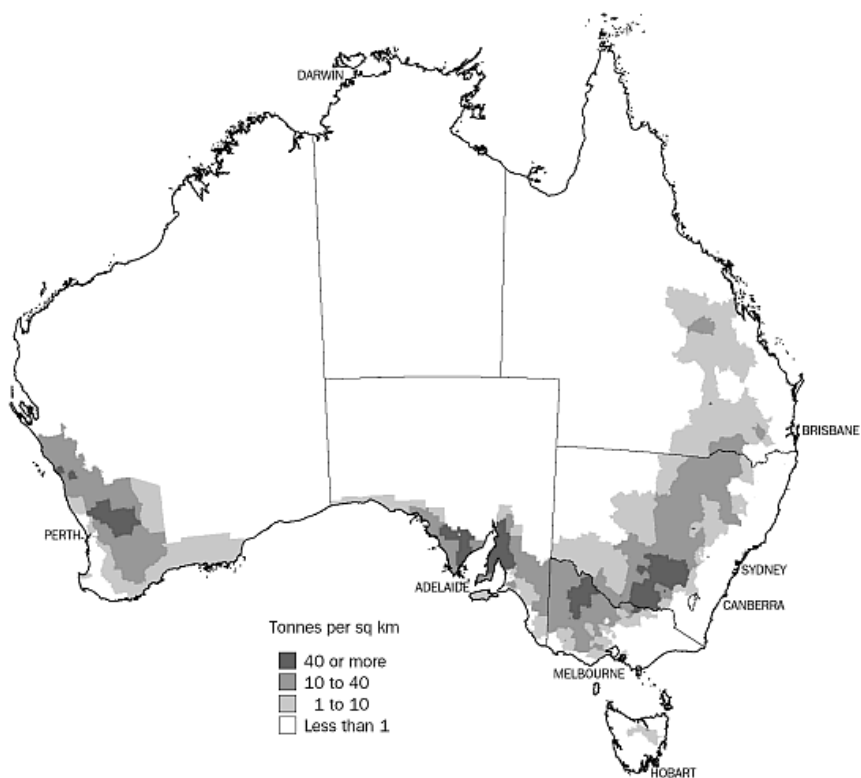 DARWIN
BRISBANE
PERTH
ADELAIDE
SYDNEY
CANBERRA
MELBOURNE
HOBART
Tonnes per sq km
40 or more
10 to 40
1 to 10
Less than 1